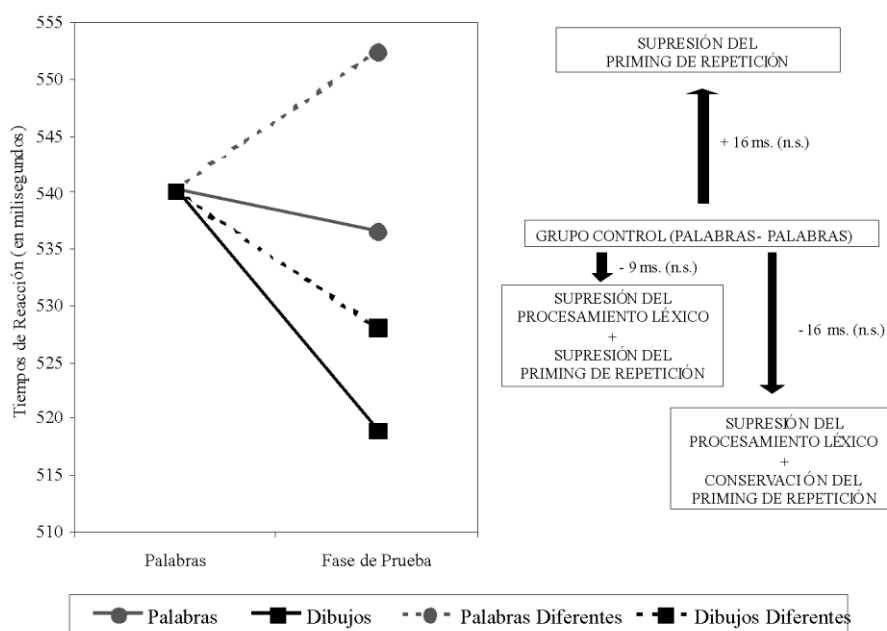 555
550
545
540
535
530
525
520
515
510
Tiempos de Reacción ( en milisegundos)
Palabras
Fase de Prueba
SUPRESIÓN DEL
PRIMING DE REPETICIÓN
+ 16 ms. (n.s.)
GRUPO CONTROL (PALABRAS- PALABRAS)
- 9 ms. (n.s.)
SUPRESIÓN DEL
PROCESAMIENTO LÉXICO
+
SUPRESIÓN DEL
PRIMING DE REPETICIÓN
- 16 ms. (n.s.)
SUPRESIÓN DEL
PROCESAMIENTO LÉXICO
+
CONSERVACIÓN DEL
PRIMING DE REPETICIÓN
Palabras
Dibujos
Palabras Diferentes
Dibujos Diferentes